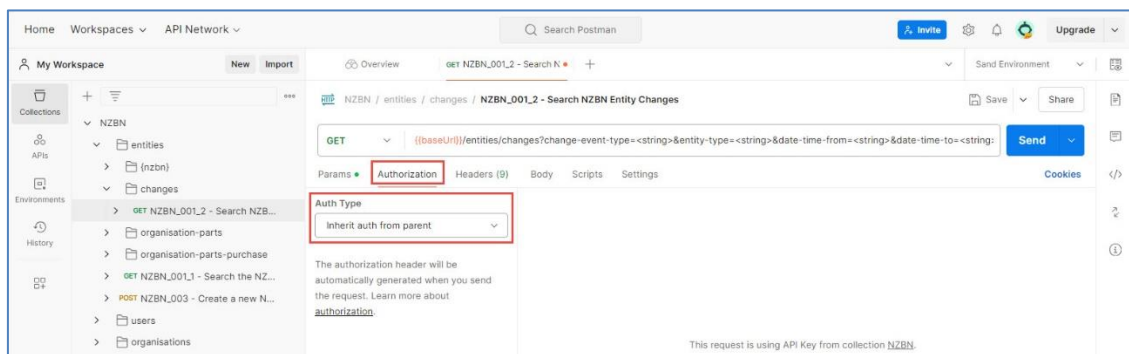 Home Workspaces API Network Search Postman Invite Upgrade
My Workspace New Import Overview GET NZBN_001_2 - Search N Sand Environment
Collections
APIs
Environments
History
NZBN
entities
{nzbn}
changes
GET NZBN_001_2 - Search NZB...
organisation-parts
organisation-parts-purchase
GET NZBN_001_1 - Search the NZ...
POST NZBN_003 - Create a new N...
users
organisations
HTTP NZBN / entities / changes / NZBN_001_2 - Search NZBN Entity Changes Save Share
GET {{baseUrl}}/entities/changes?change-event-type=<string>&entity-type=<string>&date-time-from=<string>&date-time-to=<string: Send
Params Authorization Headers (9) Body Scripts Settings Cookies
Auth Type
Inherit auth from parent
The authorization header will be
automatically generated when you send
the request. Learn more about
authorization.
This request is using API Key from collection NZBN.